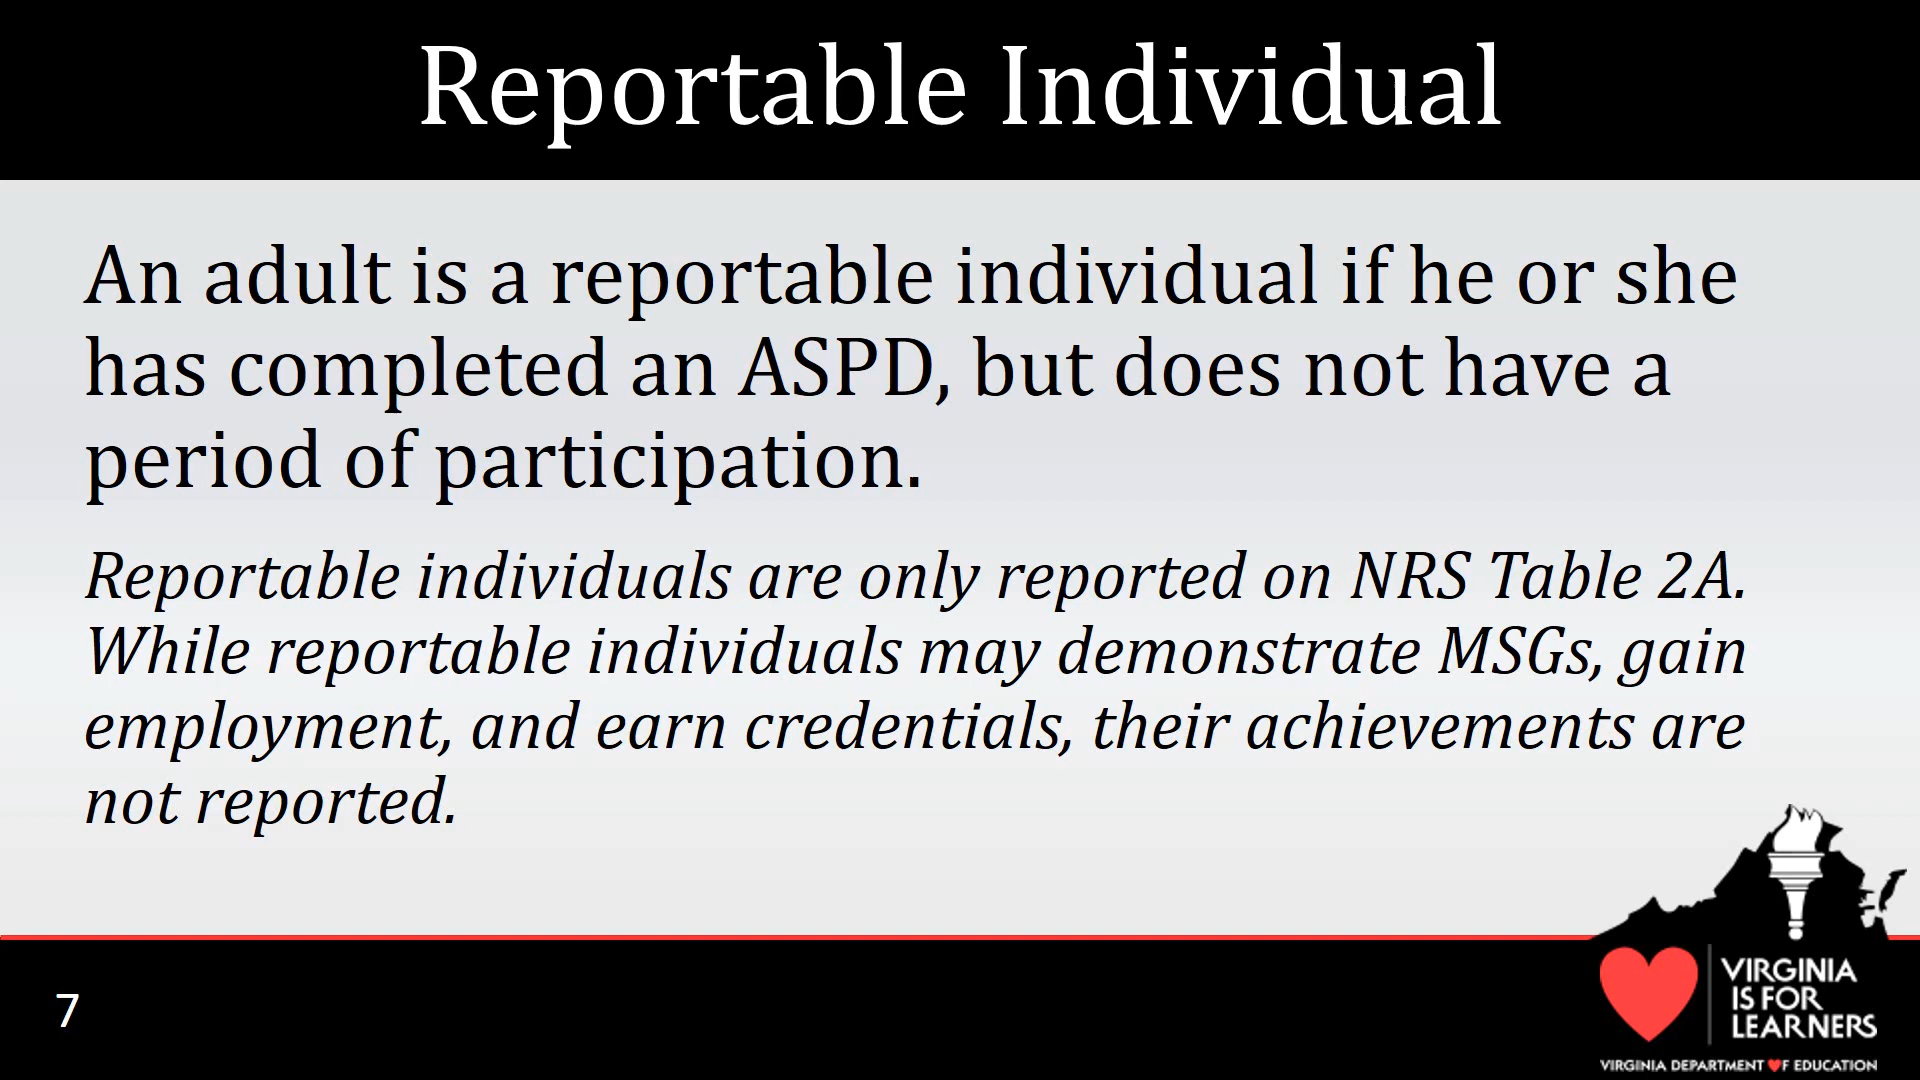 Reportable Individual
An adult is a reportable individual if he or she
has completed an ASPD, but does not have a
period of participation.
Reportable individuals are only reported on NRS Table 2A.
While reportable individuals may demonstrate MSGs, gain
employment, and earn credentials, their achievements are
not reported.
7
VIRGINIA
IS FOR
LEARNERS
VIRGINIA DEPARTMENT ♥F EDUCATION